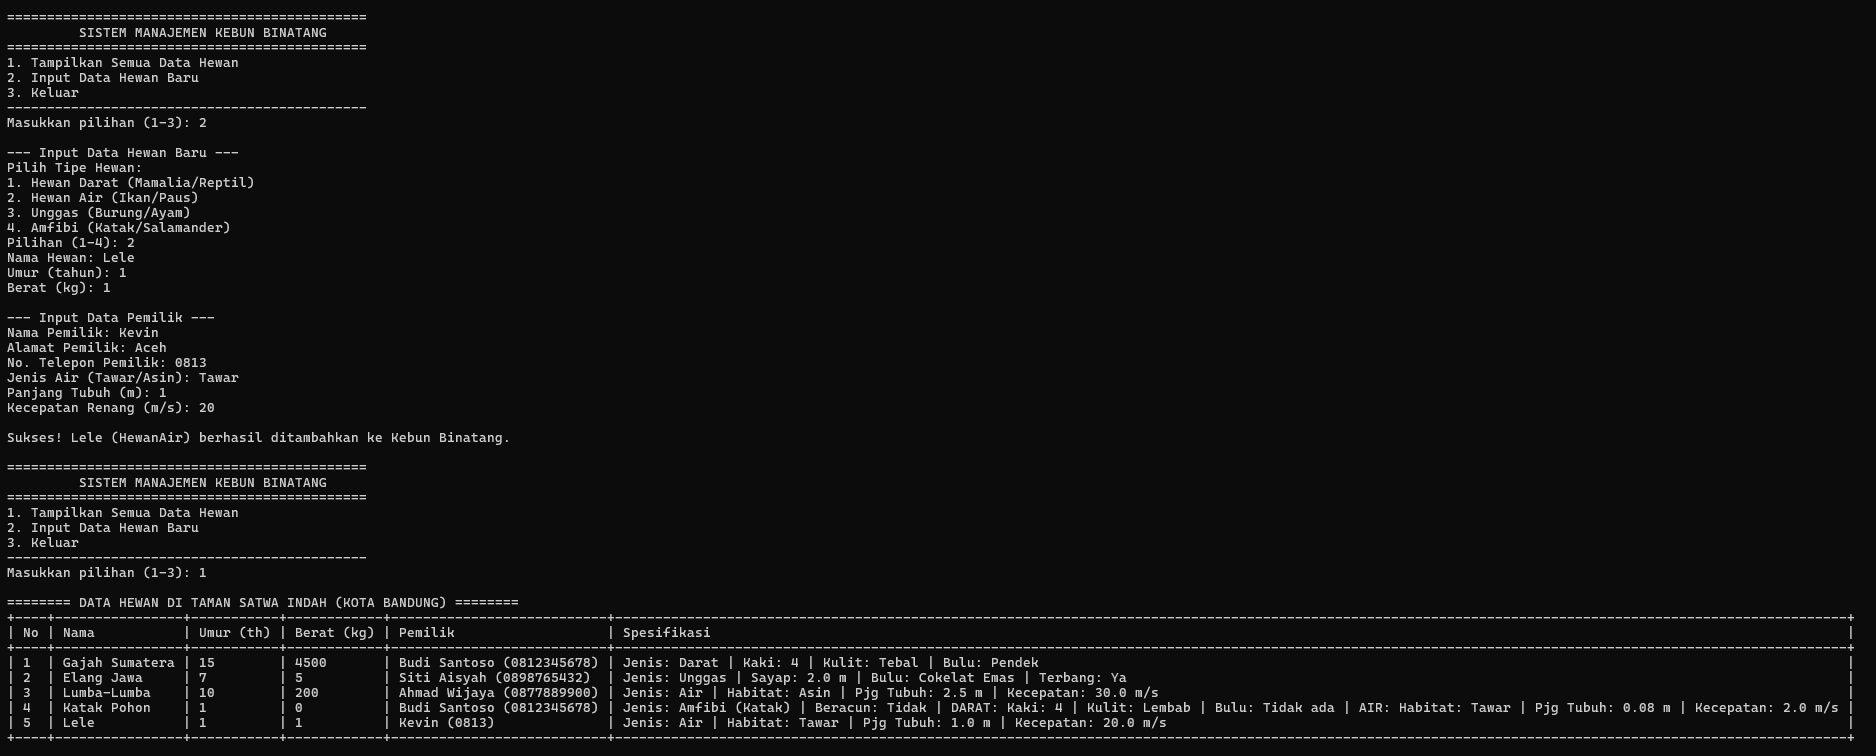 =============================================
         SISTEM MANAJEMEN KEBUN BINATANG
=============================================
1. Tampilkan Semua Data Hewan
2. Input Data Hewan Baru
3. Keluar
---------------------------------------------
Masukkan pilihan (1-3): 2

--- Input Data Hewan Baru ---
Pilih Tipe Hewan:
1. Hewan Darat (Mamalia/Reptil)
2. Hewan Air (Ikan/Paus)
3. Unggas (Burung/Ayam)
4. Amfibi (Katak/Salamander)
Pilihan (1-4): 2
Nama Hewan: Lele
Umur (tahun): 1
Berat (kg): 1

--- Input Data Pemilik ---
Nama Pemilik: Kevin
Alamat Pemilik: Aceh
No. Telepon Pemilik: 0813
Jenis Air (Tawar/Asin): Tawar
Panjang Tubuh (m): 1
Kecepatan Renang (m/s): 20

Sukses! Lele (HewanAir) berhasil ditambahkan ke Kebun Binatang.

=============================================
         SISTEM MANAJEMEN KEBUN BINATANG
=============================================
1. Tampilkan Semua Data Hewan
2. Input Data Hewan Baru
3. Keluar
---------------------------------------------
Masukkan pilihan (1-3): 1

======== DATA HEWAN DI TAMAN SATWA INDAH (KOTA BANDUNG) ========
| No | Nama           | Umur (th) | Berat (kg) | Pemilik                   | Spesifikasi |
| 1  | Gajah Sumatera | 15        | 4500       | Budi Santoso (0812345678) | Jenis: Darat | Kaki: 4 | Kulit: Tebal | Bulu: Pendek |
| 2  | Elang Jawa     | 7         | 5          | Siti Aisyah (0898765432)  | Jenis: Unggas | Sayap: 2.0 m | Bulu: Cokelat Emas | Terbang: Ya |
| 3  | Lumba-Lumba    | 10        | 200        | Ahmad Wijaya (0877889900) | Jenis: Air | Habitat: Asin | Pjg Tubuh: 2.5 m | Kecepatan: 30.0 m/s |
| 4  | Katak Pohon    | 1         | 0          | Budi Santoso (0812345678) | Jenis: Amfibi (Katak) | Beracun: Tidak | DARAT: Kaki: 4 | Kulit: Lembab | Bulu: Tidak ada | AIR: Habitat: Tawar | Pjg Tubuh: 0.08 m | Kecepatan: 2.0 m/s |
| 5  | Lele           | 1         | 1          | Kevin (0813)              | Jenis: Air | Habitat: Tawar | Pjg Tubuh: 1.0 m | Kecepatan: 20.0 m/s |